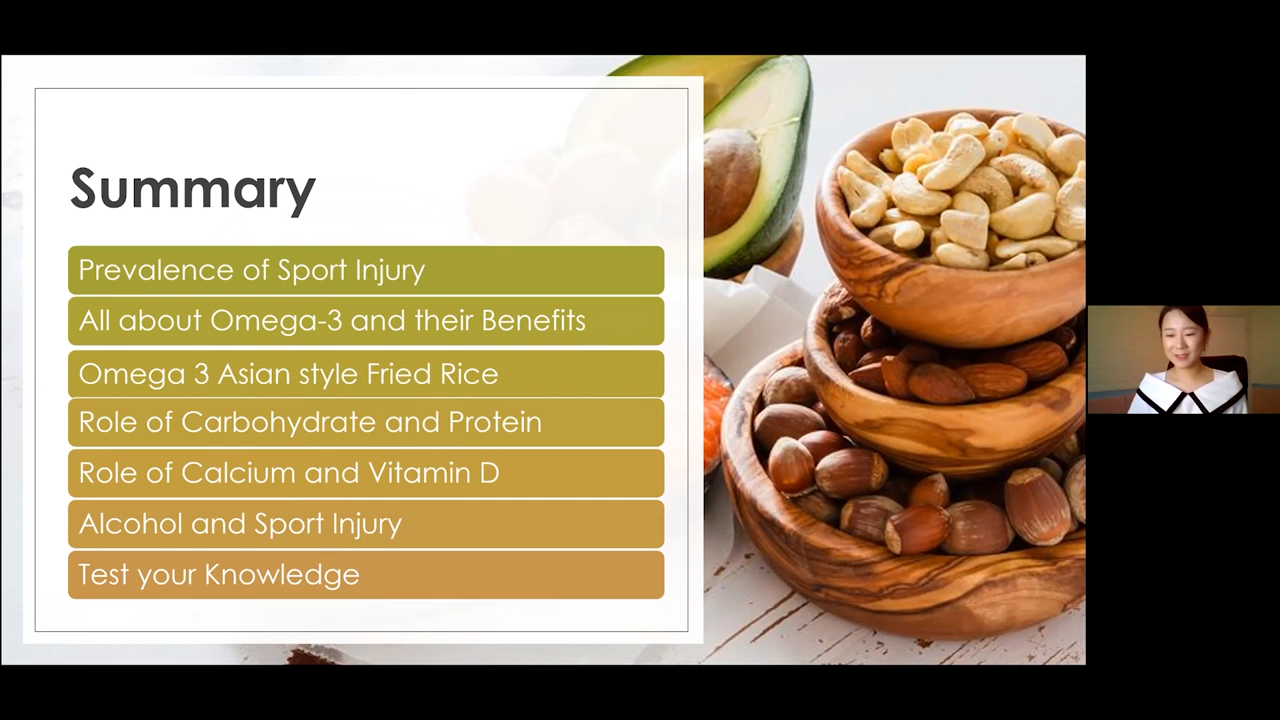 Summary
Prevalence of Sport Injury
All about Omega-3 and their Benefits
Omega 3 Asian style Fried Rice
Role of Carbohydrate and Protein
Role of Calcium and Vitamin D
Alcohol and Sport Injury
Test your Knowledge